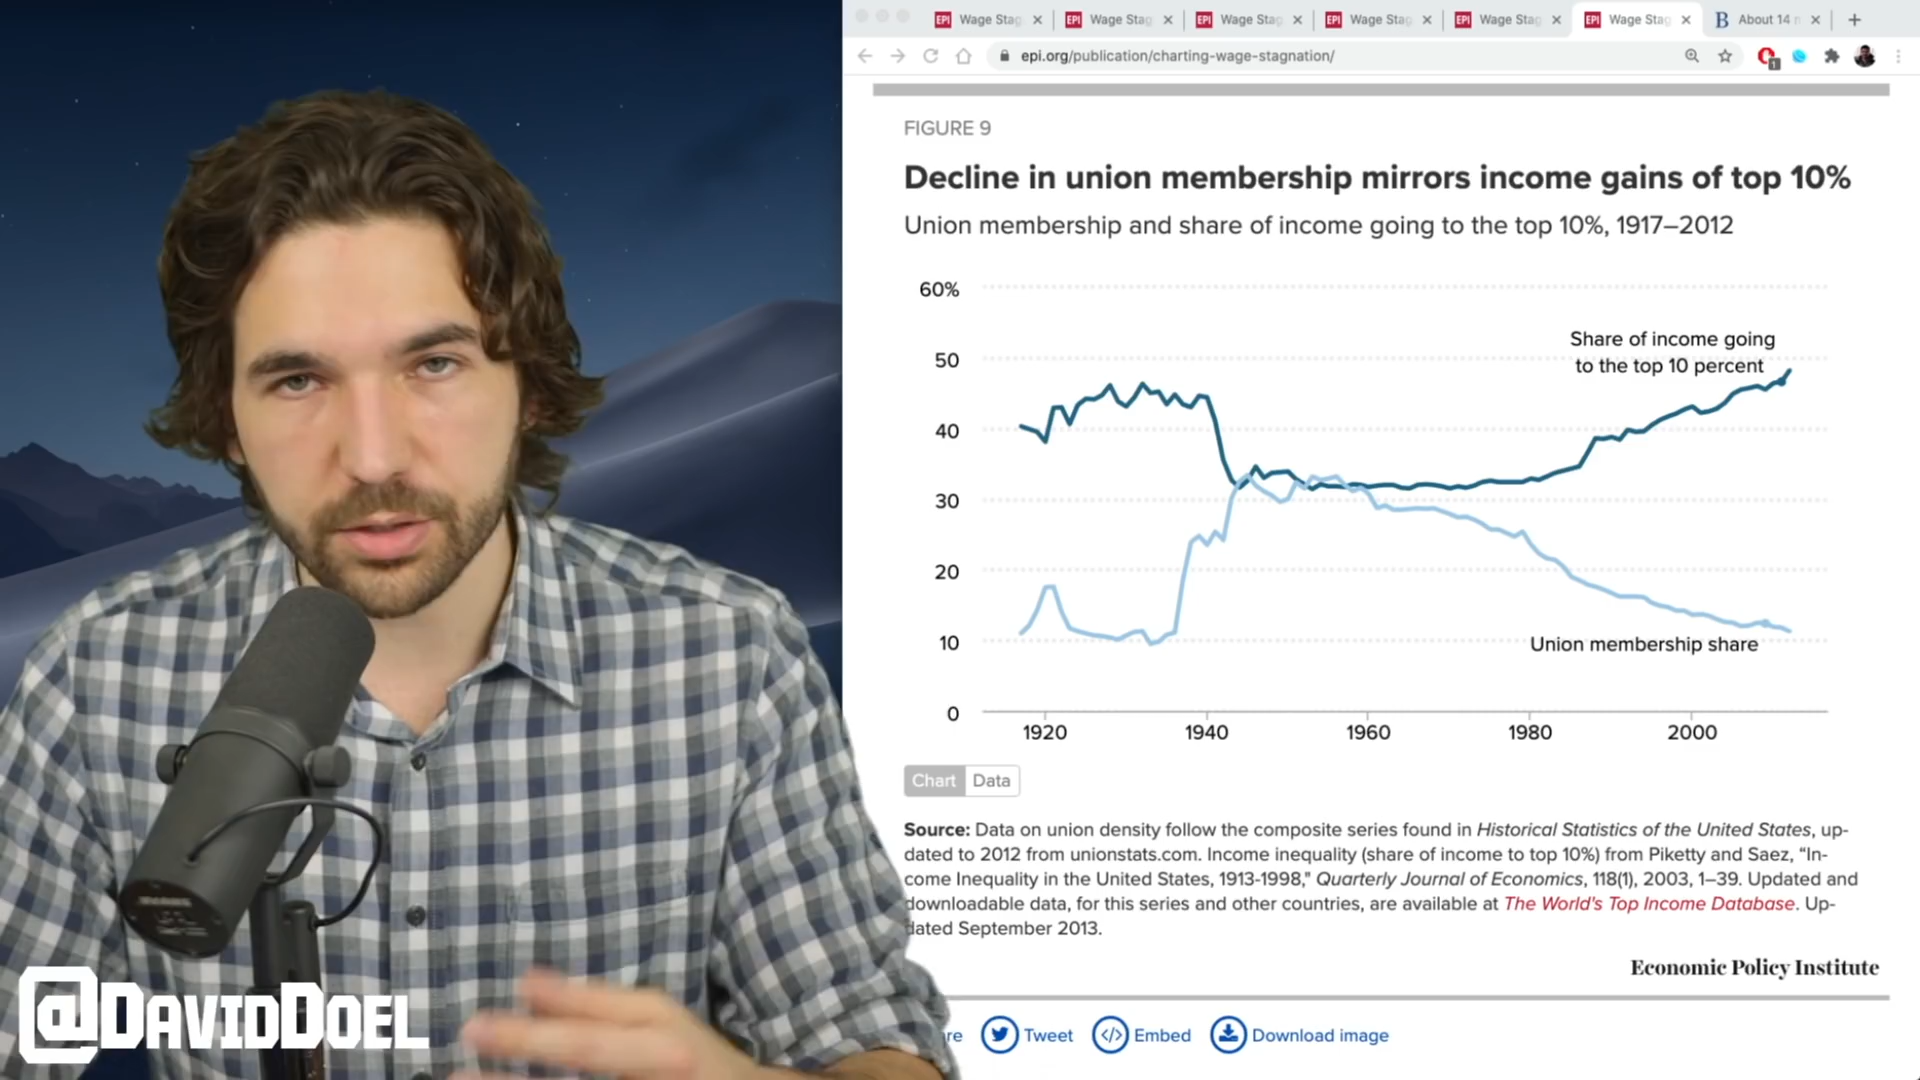 EPI Wage Stag
EPI Wage Stag
EPI Wage Stag
EPI Wage Stag
EPI Wage Stag
EPI Wage Stag
B About 14
epi.org/publication/charting-wage-stagnation/
1
FIGURE 9
Decline in union membership mirrors income gains of top 10%
Union membership and share of income going to the top 10%, 1917–2012
60%
50
40
30
20
10
0
Share of income going
to the top 10 percent
Union membership share
1920 1940 1960 1980 2000
Chart Data
Source: Data on union density follow the composite series found in Historical Statistics of the United States, up-
dated to 2012 from unionstats.com. Income inequality (share of income to top 10%) from Piketty and Saez, “In-
come Inequality in the United States, 1913-1998,” Quarterly Journal of Economics, 118(1), 2003, 1–39. Updated and
downloadable data, for this series and other countries, are available at The World's Top Income Database. Up-
dated September 2013.
Economic Policy Institute
re Tweet Embed Download image
@DAVIDDOEL